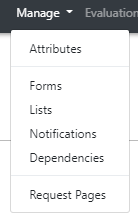 Manage Evaluation
Attributes
Forms
Lists
Notifications
Dependencies
Request Pages